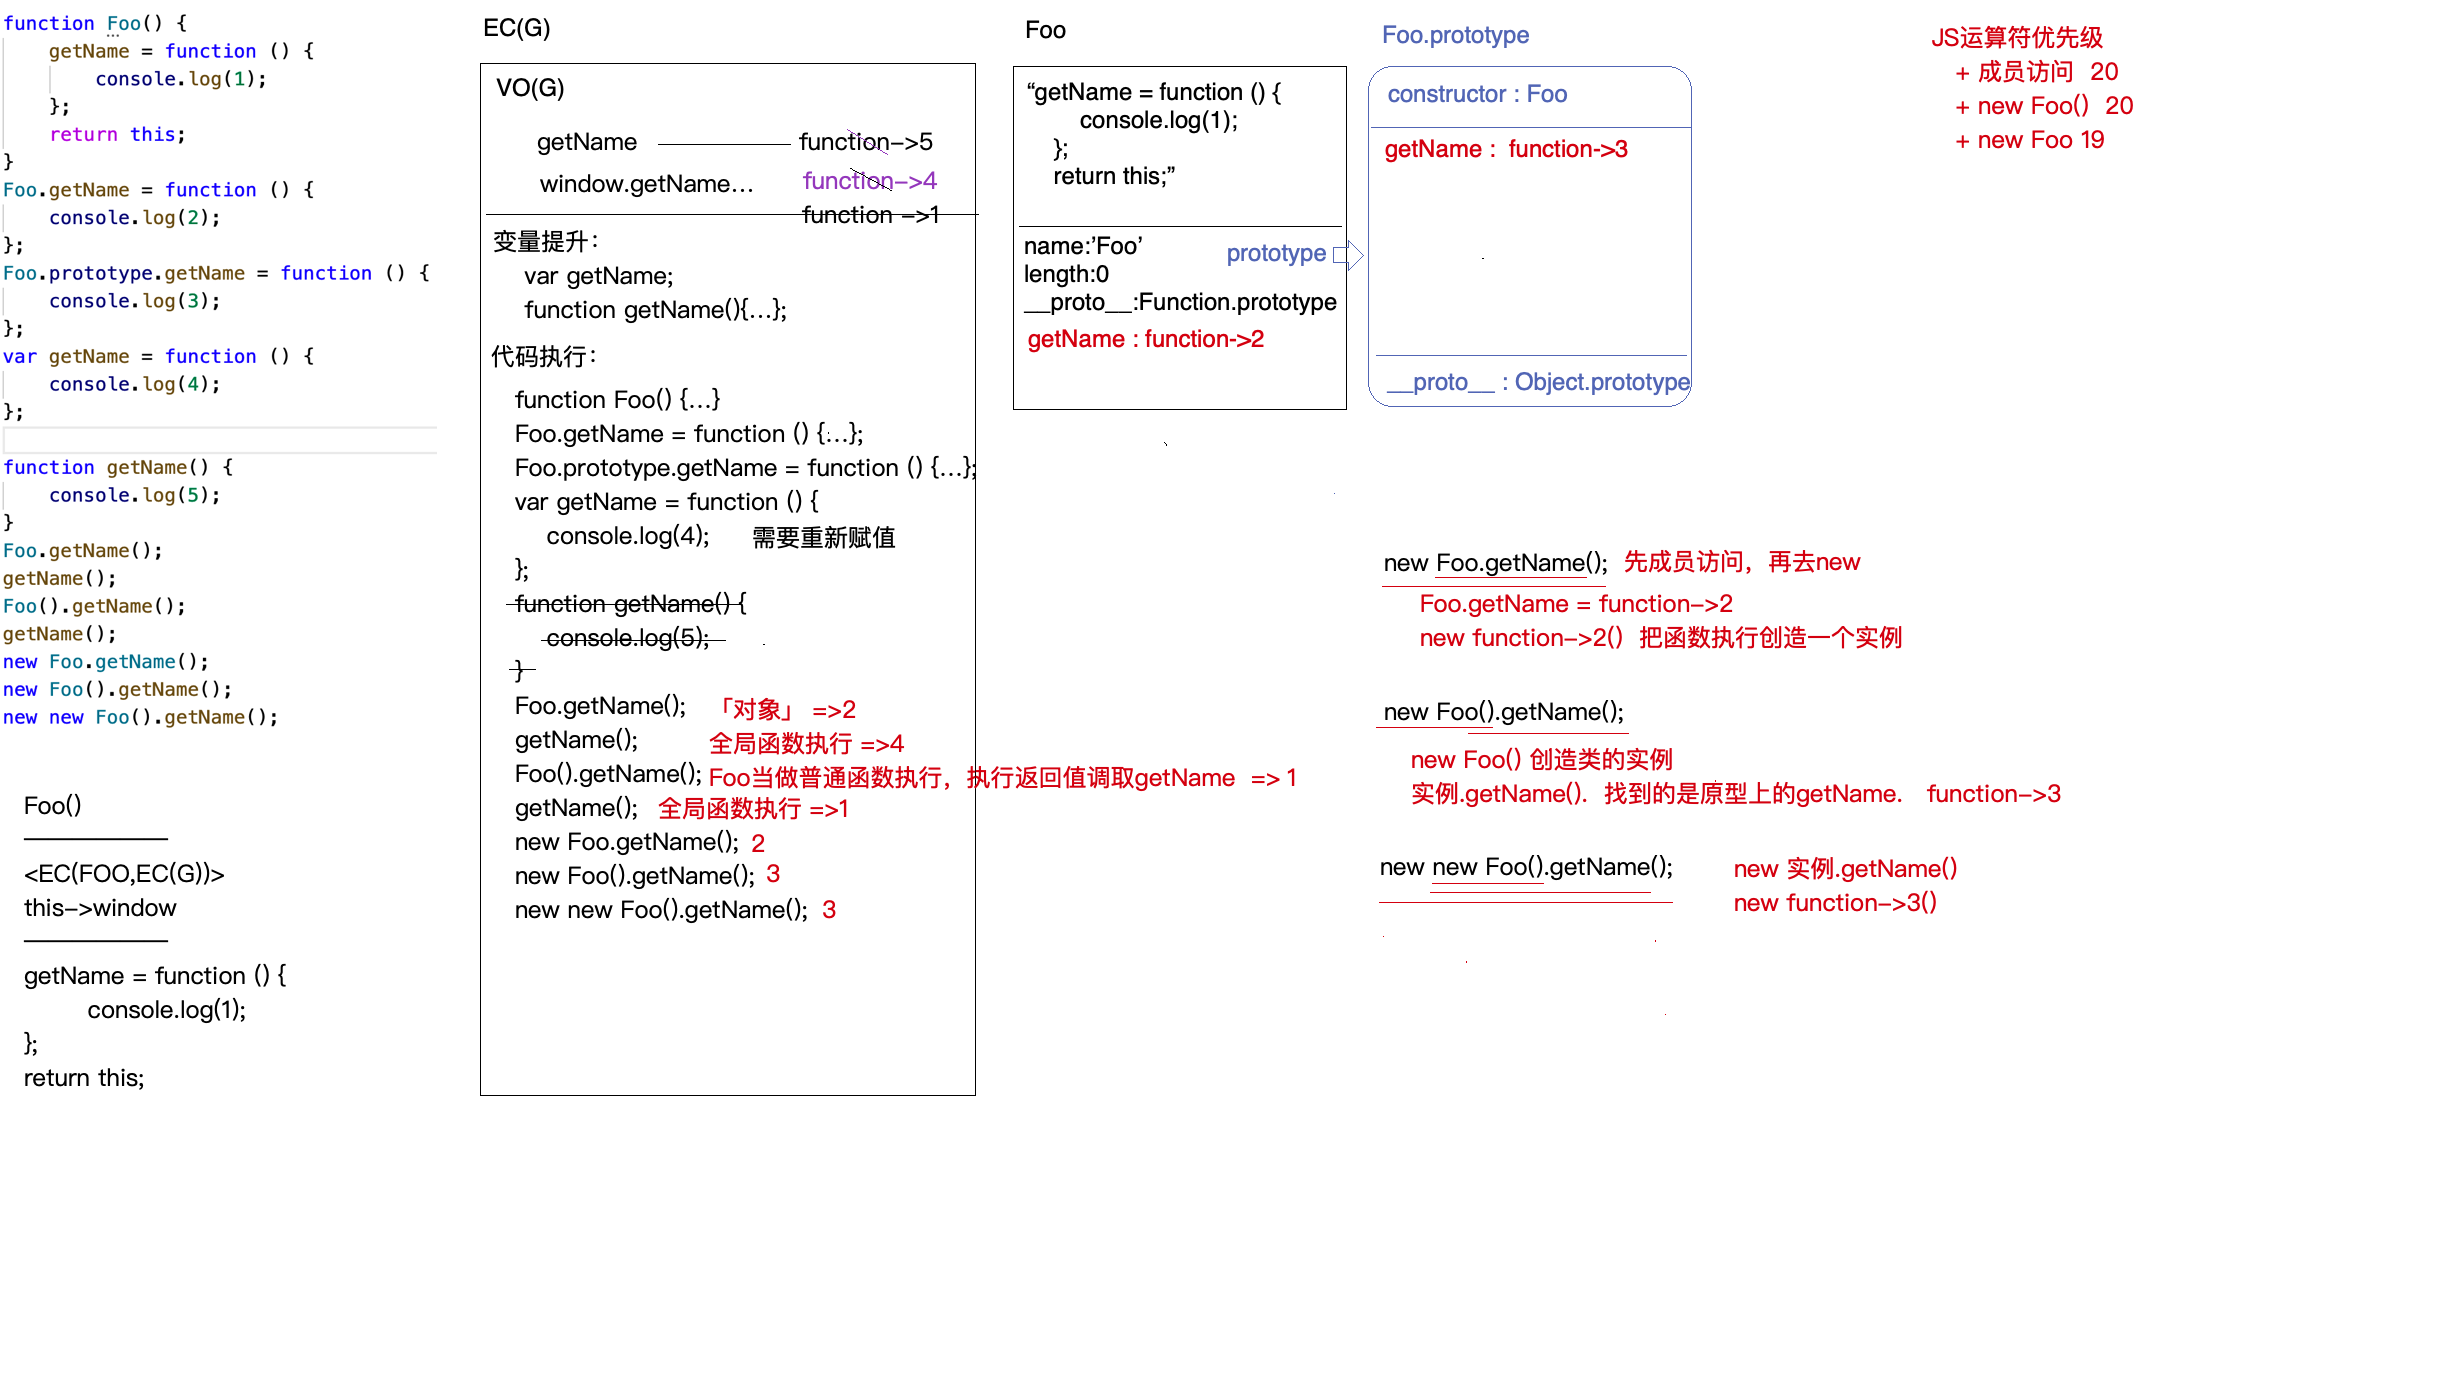 function Foo() {
getName = function () {
console.log(1);
};
return this;
}
Foo.getName = function () {
console.log(2);
};
Foo.prototype.getName = function () {
console.log(3);
};
var getName = function () {
console.log(4);
};
function getName() {
console.log(5);
}
Foo.getName();
getName();
Foo().getName();
getName();
new Foo.getName();
new Foo().getName();
new new Foo().getName();
Foo()
<EC(FOO,EC(G))>
this->window
getName = function () {
console.log(1);
};
return this;
EC(G)
VO(G)
getName function->5
window.getName... function->4
function ->1
变量提升：
var getName;
function getName(){...};
代码执行：
function Foo() {...}
Foo.getName = function () {...};
Foo.prototype.getName = function () {...};
var getName = function () {
console.log(4); 需要重新赋值
};
function getName() {
console.log(5);
}
Foo.getName(); 「对象」 =>2
getName(); 全局函数执行 =>4
Foo().getName(); Foo当做普通函数执行，执行返回值调取getName => 1
getName(); 全局函数执行 =>1
new Foo.getName(); 2
new Foo().getName(); 3
new new Foo().getName(); 3
Foo
“getName = function () {
console.log(1);
};
return this;”
name:’Foo’
length:0
prototype
__proto__:Function.prototype
getName : function->2
Foo.prototype
constructor : Foo
getName : function->3
__proto__ : Object.prototype
JS运算符优先级
+ 成员访问 20
+ new Foo() 20
+ new Foo 19
new Foo.getName(); 先成员访问，再去new
Foo.getName = function->2
new function->2() 把函数执行创造一个实例
new Foo().getName();
new Foo() 创造类的实例
实例.getName(). 找到的是原型上的getName. function->3
new new Foo().getName(); new 实例.getName()
new function->3()